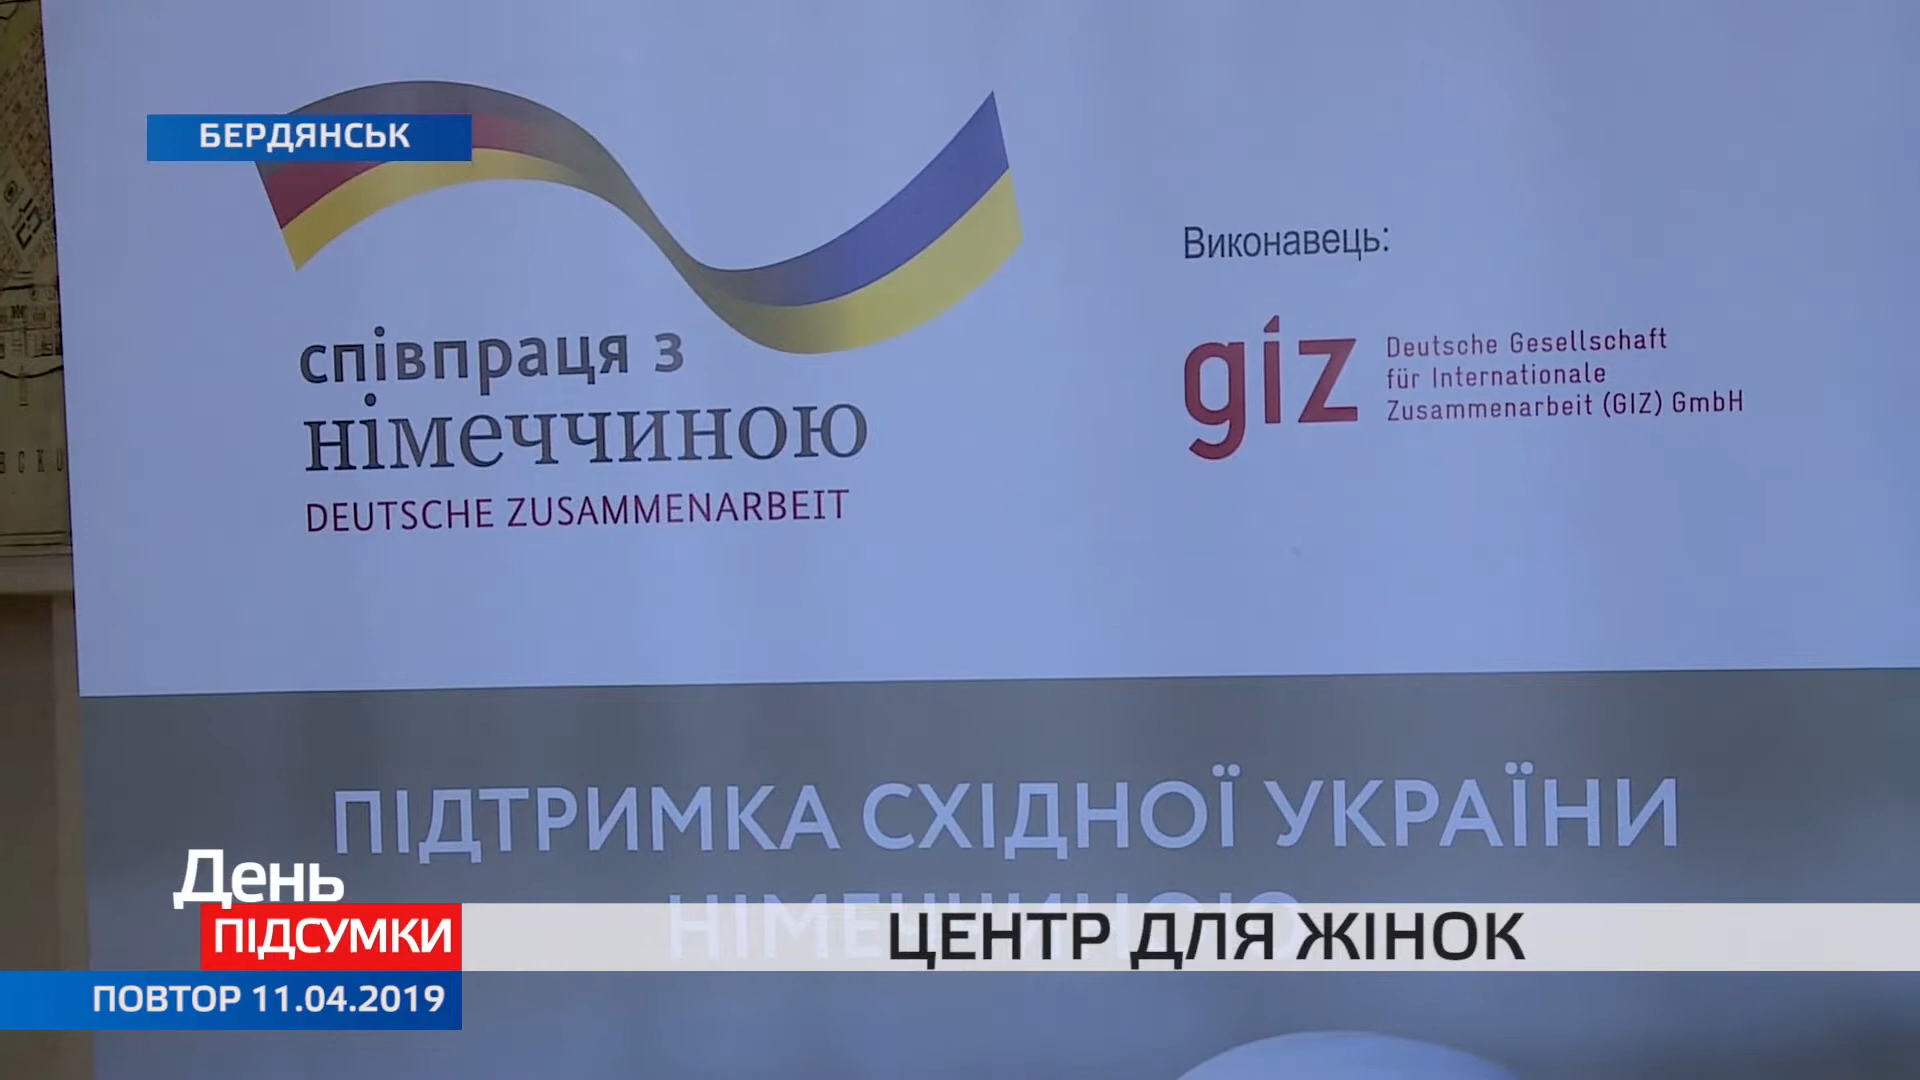 БЕРДЯНСЬК
співпраця з
німеччиною
DEUTSCHE ZUSAMMENARBEIT
Виконавець:
giz
Deutsche Gesellschaft
für Internationale
Zusammenarbeit (GIZ) GmbH
ПІДТРИМКА СХІДНОЇ УКРАЇНИ
НІМЕЧЧИНОЮ
День
ПІДСУМКИ
ЦЕНТР ДЛЯ ЖІНОК
ПОВТОР 11.04.2019